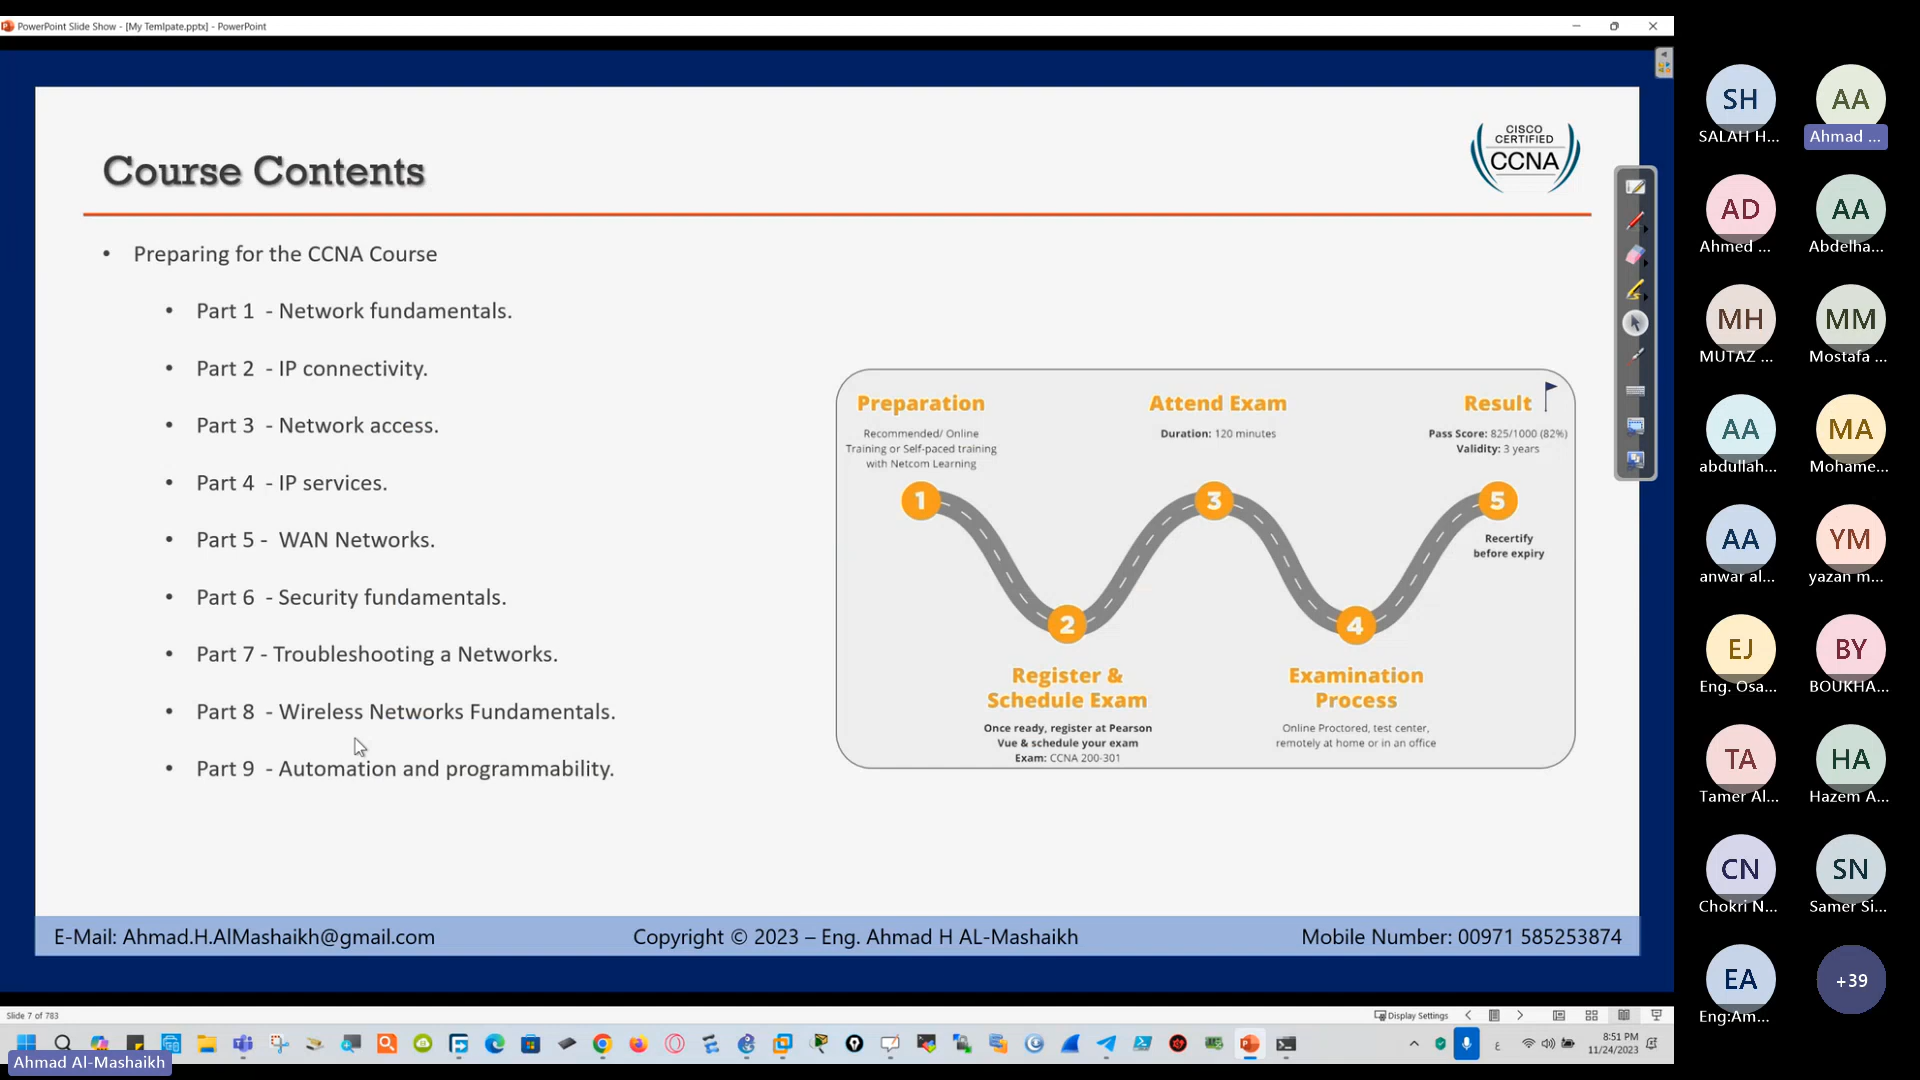 PowerPoint Slide Show - [My Temlpate.pptx] - PowerPoint
Course Contents
CISCO
CERTIFIED
CCNA
• Preparing for the CCNA Course
• Part 1 - Network fundamentals.
• Part 2 - IP connectivity.
• Part 3 - Network access.
• Part 4 - IP services.
• Part 5 - WAN Networks.
• Part 6 - Security fundamentals.
• Part 7 - Troubleshooting a Networks.
• Part 8 - Wireless Networks Fundamentals.
• Part 9 - Automation and programmability.
Preparation
Recommended/ Online
Training or Self-paced training
with Netcom Learning
1
Register &
Schedule Exam
Once ready, register at Pearson
Vue & schedule your exam
Exam: CCNA 200-301
2
Attend Exam
Duration: 120 minutes
3
Examination
Process
Online Proctored, test center,
remotely at home or in an office
4
Result
Pass Score: 825/1000 (82%)
Validity: 3 years
5
Recertify
before expiry
E-Mail: Ahmad.H.AlMashaikh@gmail.com
Copyright © 2023 – Eng. Ahmad H AL-Mashaikh
Mobile Number: 00971 585253874
Slide 7 of 783
Display Settings
8:51 PM
11/24/2023
ع
Ahmad Al-Mashaikh
SH
SALAH H...
AA
Ahmad ...
AD
Ahmed ...
AA
Abdelha...
MH
MUTAZ ...
MM
Mostafa ...
AA
abdullah...
MA
Mohame...
AA
anwar al...
YM
yazan m...
EJ
Eng. Osa...
BY
BOUKHA...
TA
Tamer Al...
HA
Hazem A...
CN
Chokri N...
SN
Samer Si...
EA
Eng:Am...
+39